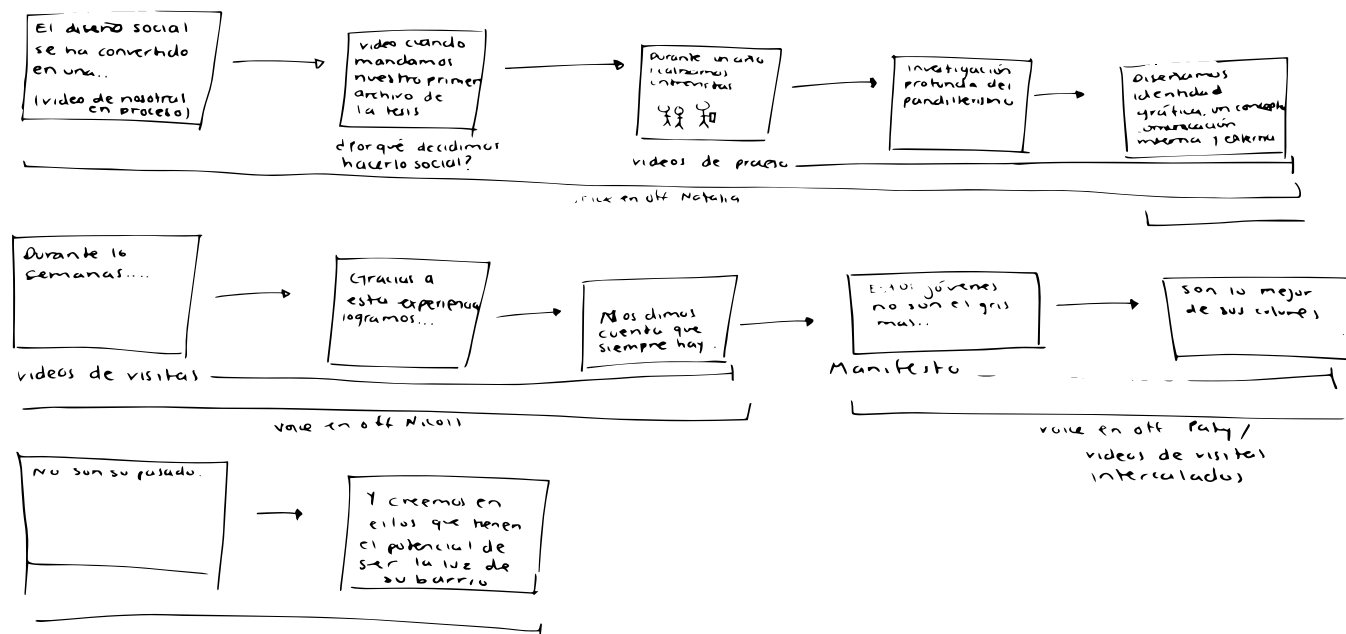 El diseño social
se ha convertido
en una..
(video de nosotras
en proceso)
video cuando
mandamos
nuestro primer
archivo de
la tesis
¿Por qué decidimos
hacerlo social?
Durante un año
realizamos
entrevistas
investigación
profunda del
pandillerismo
Diseñamos
identidad
gráfica, un concepto
comunicación
interna y externa
videos de proceso
voice en off Natalia
Durante 16
semanas....
Gracias a
esta experiencia
logramos...
Nos dimos
cuenta que
siempre hay.
Estos jóvenes
no son el gris
mas..
son lo mejor
de sus colores
videos de visitas
Manifesto
voice en off Nicoll
voice en off Paty /
videos de visitas
intercalados
No son su pasado.
Y creemos en
ellos que tienen
el potencial de
ser la luz de
su barrio